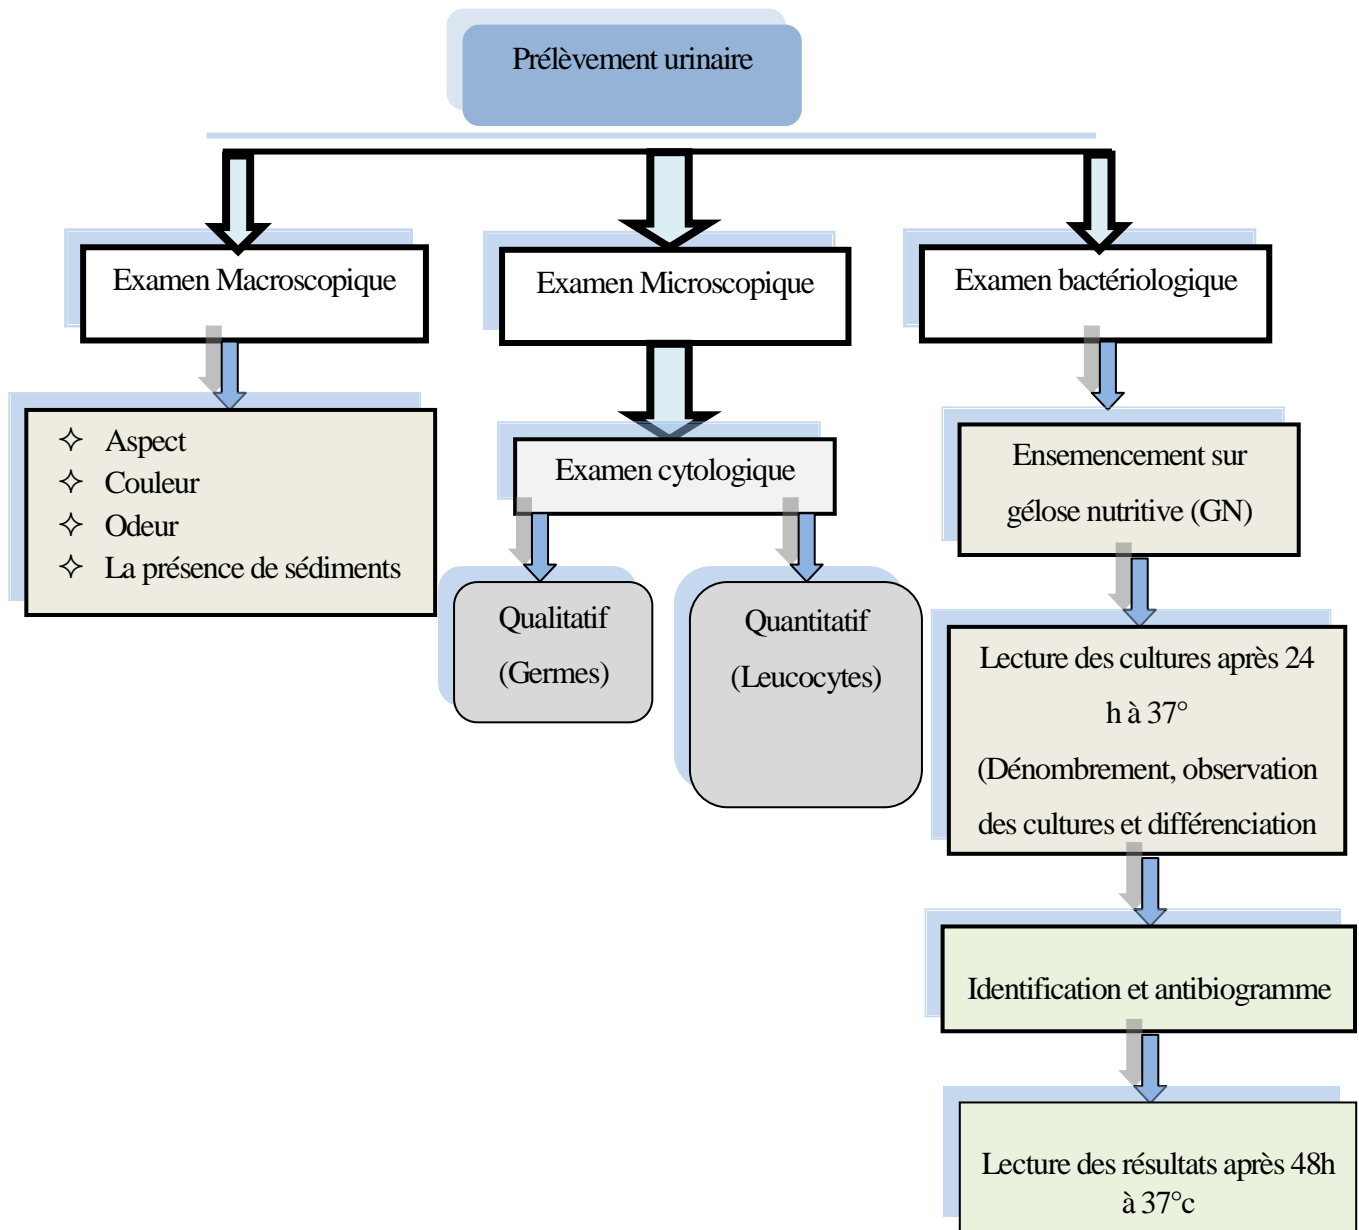 Prélèvement urinaire
Examen Macroscopique
Examen Microscopique
Examen bactériologique
✧ Aspect
✧ Couleur
✧ Odeur
✧ La présence de sédiments
Examen cytologique
Qualitatif
(Germes)
Quantitatif
(Leucocytes)
Ensemencement sur
gélose nutritive (GN)
Lecture des cultures après 24
h à 37°
(Dénombrement, observation
des cultures et différenciation
Identification et antibiogramme
Lecture des résultats après 48h
à 37°c